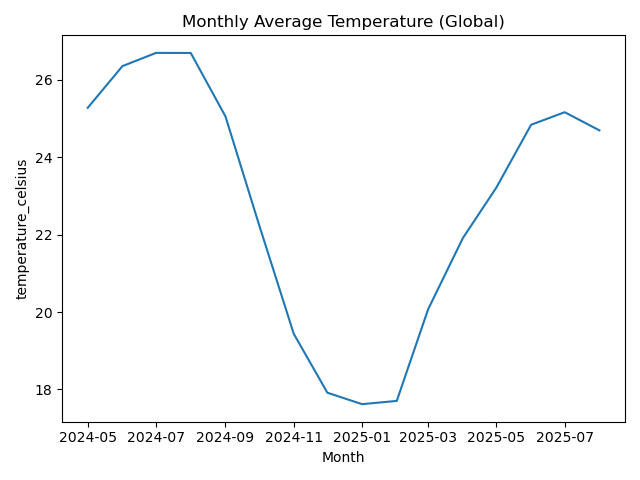 Monthly Average Temperature (Global)
temperature_celsius
26
24
22
20
18
2024-05 2024-07 2024-09 2024-11 2025-01 2025-03 2025-05 2025-07
Month